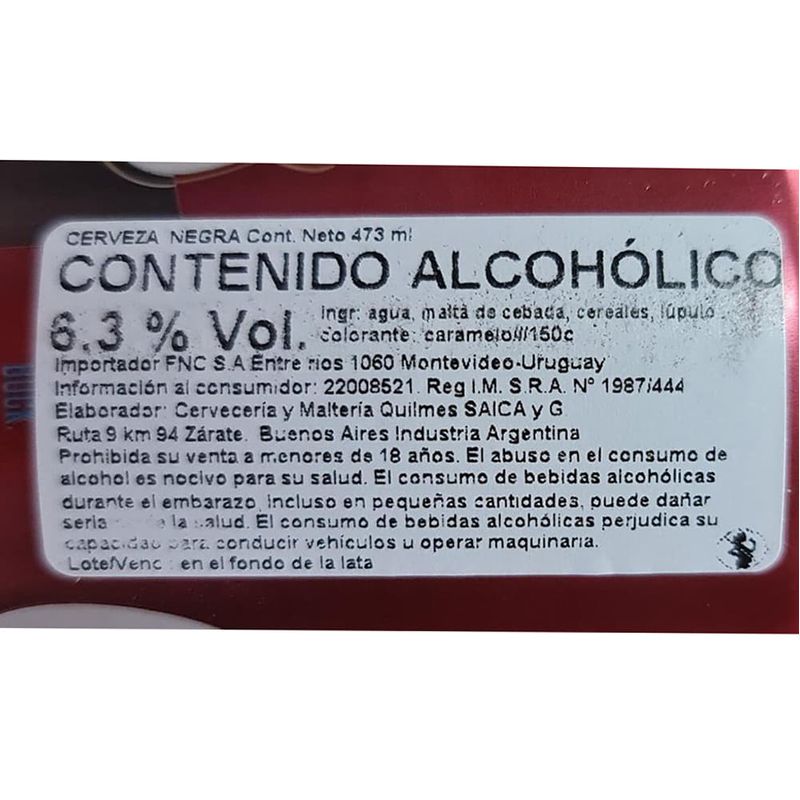 CERVEZA NEGRA Cont. Neto 473 ml
CONTENIDO ALCOHÓLICO
6.3 % Vol.
Ingr: agua, malta de cebada, cereales, lúpulo
colorante: caramelo///150c
Importador FNC S.A Entre rios 1060 Montevideo-Uruguay
Información al consumidor: 22008521. Reg I.M. S.R.A. N° 1987/444
Elaborador: Cervecería y Maltería Quilmes SAICA y G
Ruta 9 km 94 Zárate. Buenos Aires Industria Argentina
Prohibida su venta a menores de 18 años. El abuso en el consumo de
alcohol es nocivo para su salud. El consumo de bebidas alcohólicas
durante el embarazo, incluso en pequeñas cantidades, puede dañar
seria la salud. El consumo de bebidas alcohólicas perjudica su
capacidad para conducir vehículos u operar maquinaria.
Lote/Venc : en el fondo de la lata